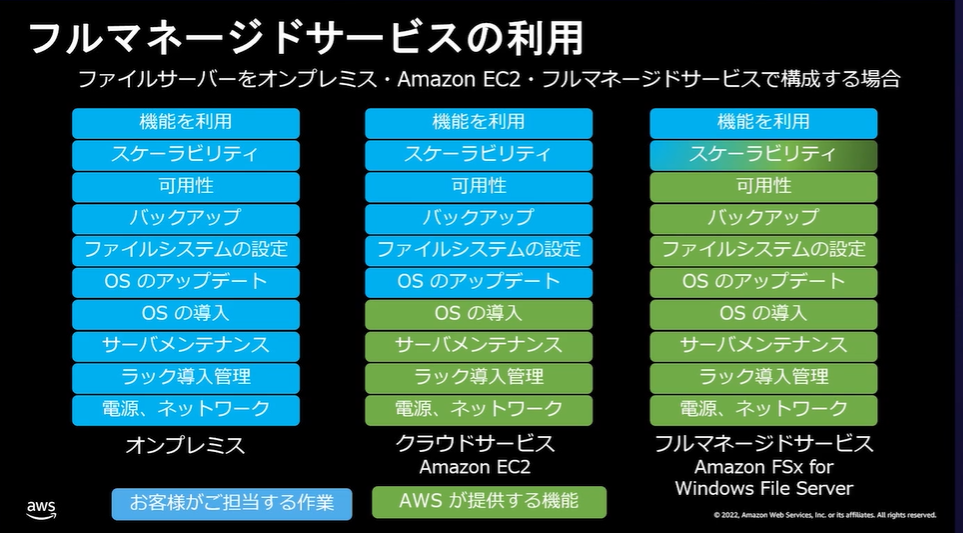 フルマネージドサービスの利用
ファイルサーバーをオンプレミス・Amazon EC2・フルマネージドサービスで構成する場合
機能を利用
スケーラビリティ
可用性
バックアップ
ファイルシステムの設定
OS のアップデート
OS の導入
サーバメンテナンス
ラック導入管理
電源、ネットワーク
オンプレミス
機能を利用
スケーラビリティ
可用性
バックアップ
ファイルシステムの設定
OS のアップデート
OS の導入
サーバメンテナンス
ラック導入管理
電源、ネットワーク
クラウドサービス
Amazon EC2
機能を利用
スケーラビリティ
可用性
バックアップ
ファイルシステムの設定
OS のアップデート
OS の導入
サーバメンテナンス
ラック導入管理
電源、ネットワーク
フルマネージドサービス
Amazon FSx for
Windows File Server
お客様がご担当する作業
AWS が提供する機能
aws
© 2022, Amazon Web Services, Inc. or its affiliates. All rights reserved.